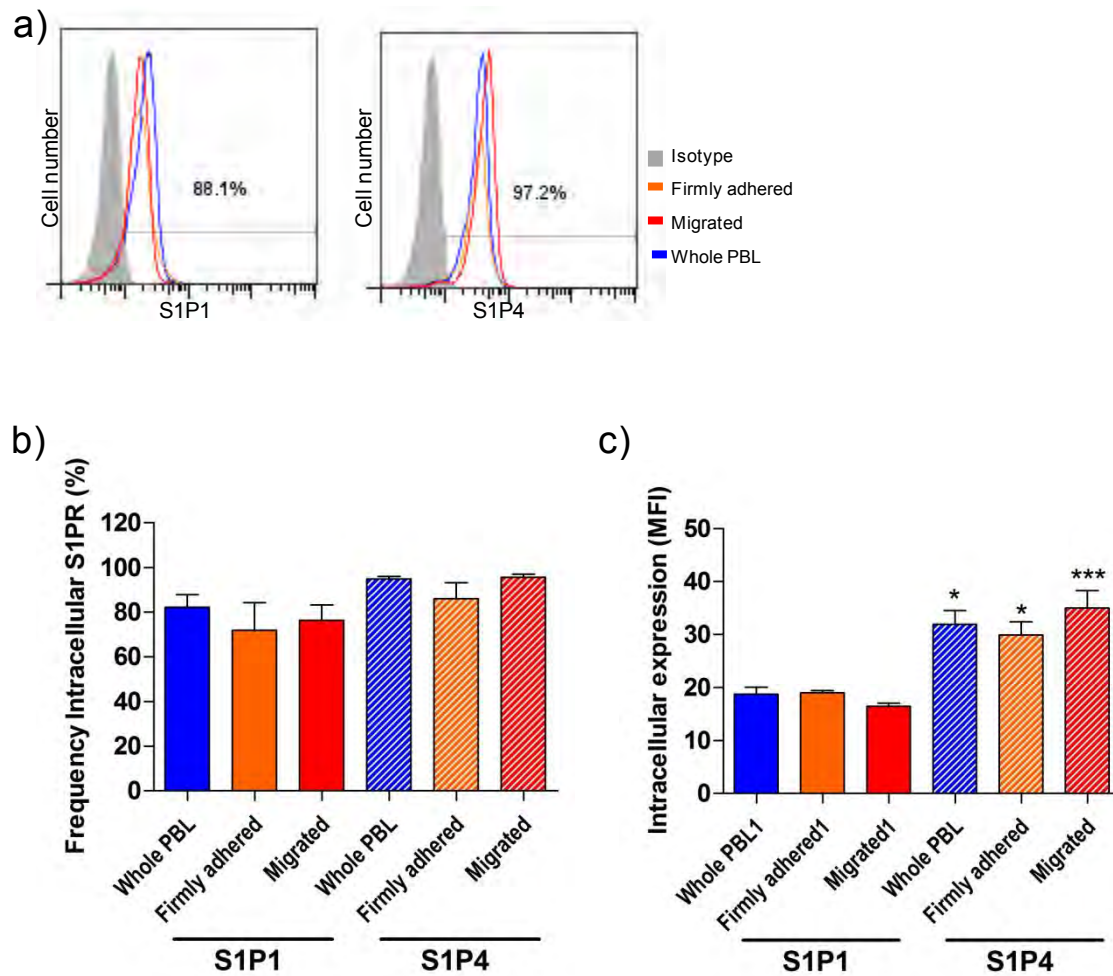 a)
Cell number
88.1%
S1P1
Cell number
97.2%
S1P4
Isotype
Firmly adhered
Migrated
Whole PBL
b)
Frequency Intracellular S1PR (%)
120
100
80
60
40
20
0
Whole PBL
Firmly adhered
Migrated
Whole PBL
Firmly adhered
Migrated
S1P1
S1P4
c)
Intracellular expression (MFI)
50
40
30
20
10
0
*
*
***
Whole PBL1
Firmly adhered1
Migrated1
Whole PBL
Firmly adhered
Migrated
S1P1
S1P4